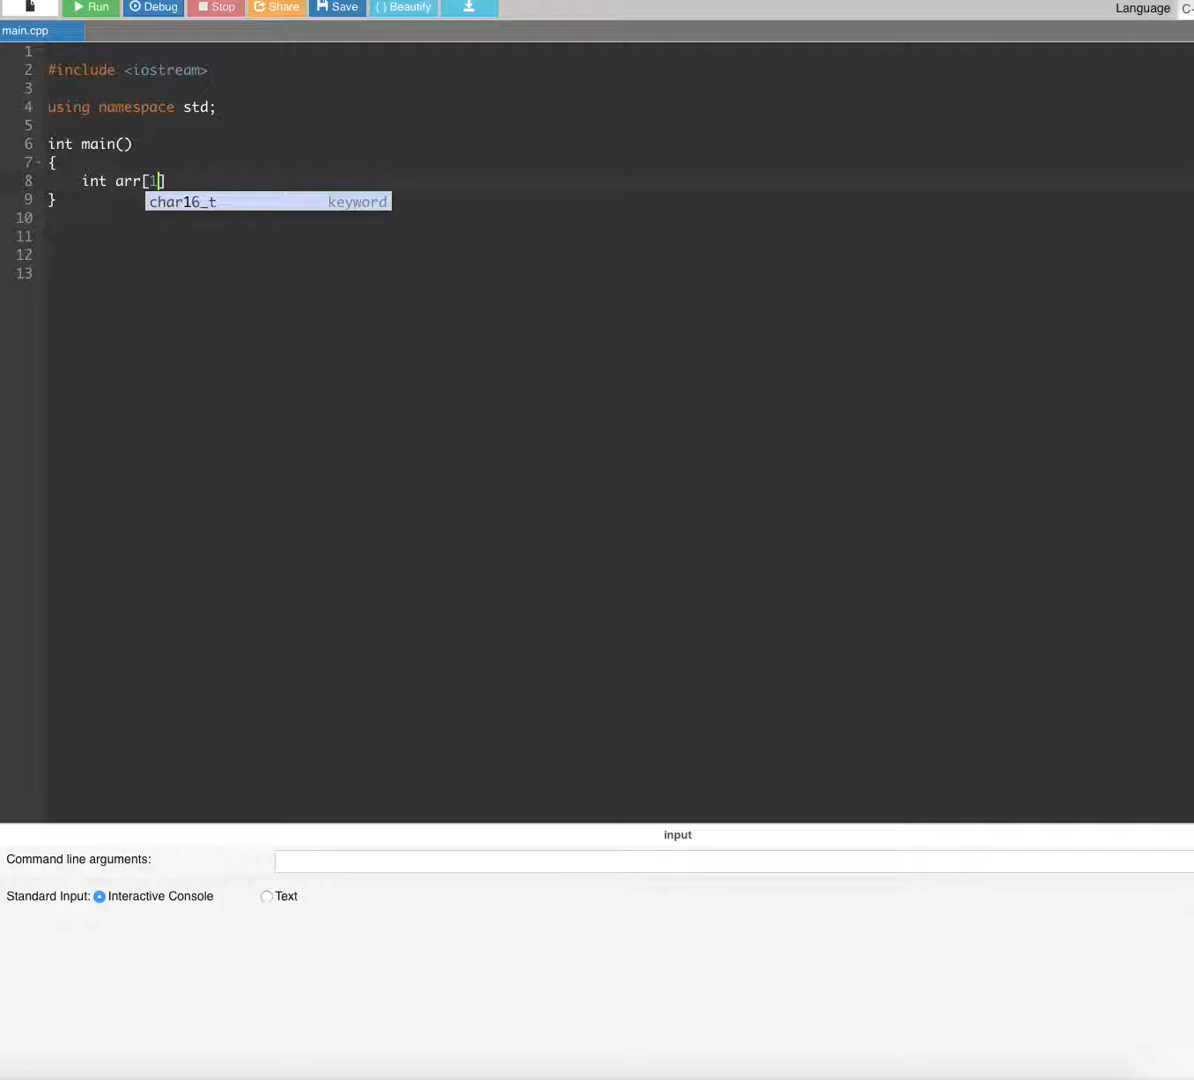 Run Debug Stop Share Save { } Beautify Language C-
main.cpp
1
2 #include <iostream>
3
4 using namespace std;
5
6 int main()
7 {
8 int arr[1]
char16_t keyword
9 }
10
11
12
13
input
Command line arguments:
Standard Input: Interactive Console Text